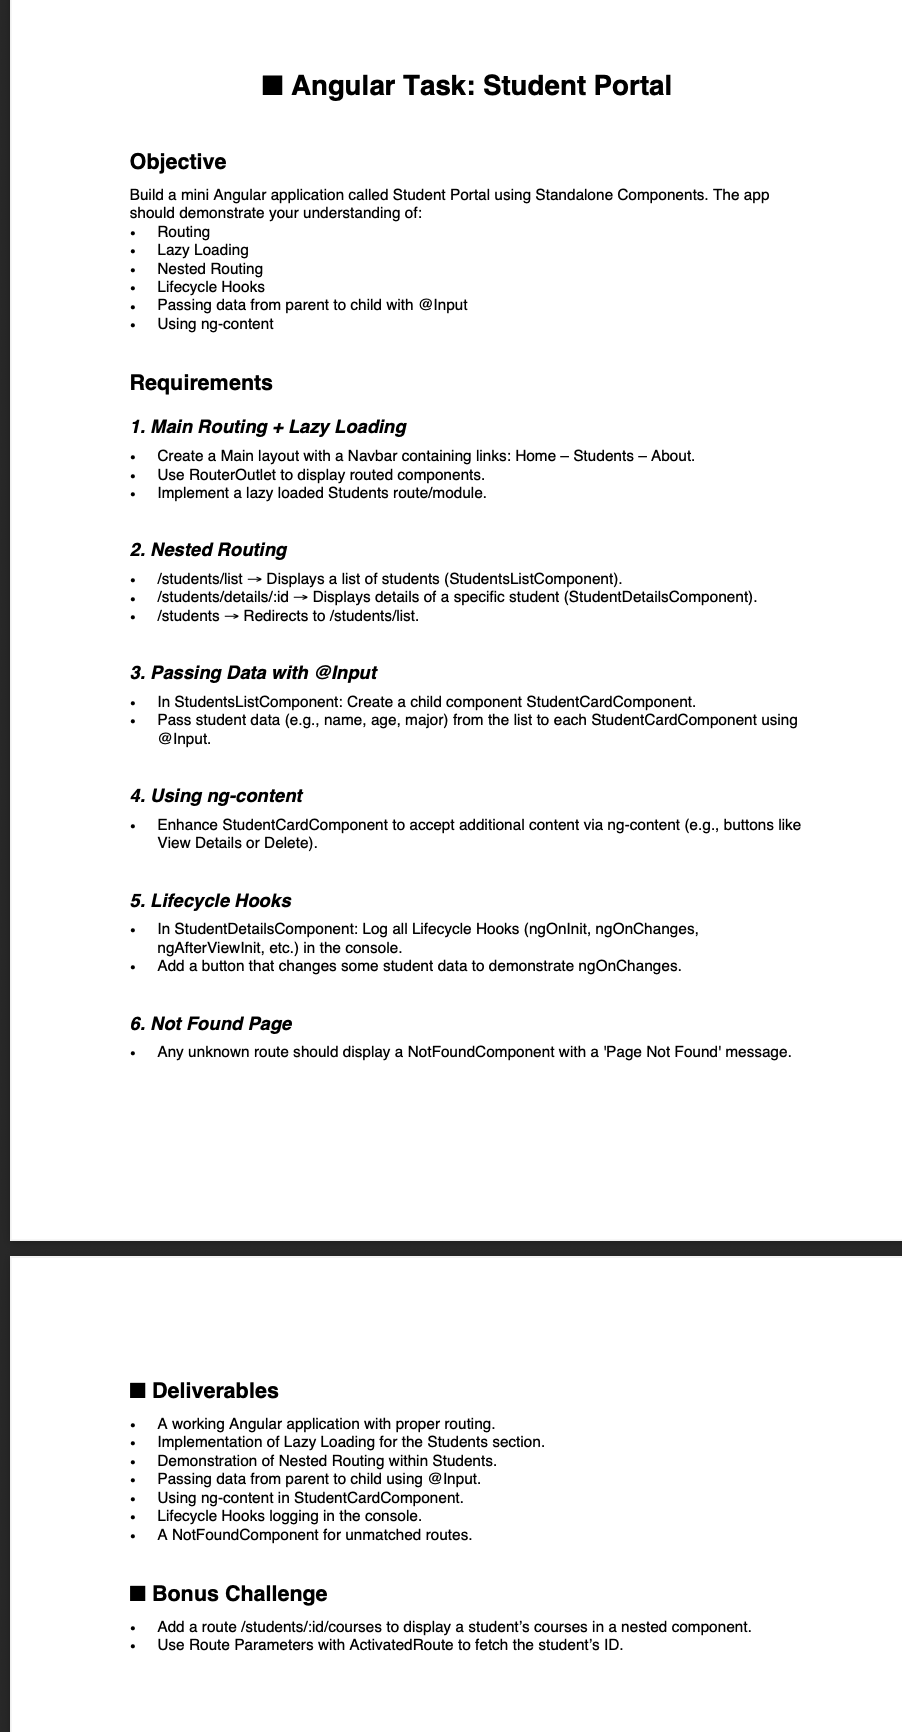 ■ Angular Task: Student Portal
Objective
Build a mini Angular application called Student Portal using Standalone Components. The app
should demonstrate your understanding of:
• Routing
• Lazy Loading
• Nested Routing
• Lifecycle Hooks
• Passing data from parent to child with @Input
• Using ng-content
Requirements
1. Main Routing + Lazy Loading
• Create a Main layout with a Navbar containing links: Home – Students – About.
• Use RouterOutlet to display routed components.
• Implement a lazy loaded Students route/module.
2. Nested Routing
• /students/list → Displays a list of students (StudentsListComponent).
• /students/details/:id → Displays details of a specific student (StudentDetailsComponent).
• /students → Redirects to /students/list.
3. Passing Data with @Input
• In StudentsListComponent: Create a child component StudentCardComponent.
• Pass student data (e.g., name, age, major) from the list to each StudentCardComponent using
@Input.
4. Using ng-content
• Enhance StudentCardComponent to accept additional content via ng-content (e.g., buttons like
View Details or Delete).
5. Lifecycle Hooks
• In StudentDetailsComponent: Log all Lifecycle Hooks (ngOnInit, ngOnChanges,
ngAfterViewInit, etc.) in the console.
• Add a button that changes some student data to demonstrate ngOnChanges.
6. Not Found Page
• Any unknown route should display a NotFoundComponent with a 'Page Not Found' message.
■ Deliverables
• A working Angular application with proper routing.
• Implementation of Lazy Loading for the Students section.
• Demonstration of Nested Routing within Students.
• Passing data from parent to child using @Input.
• Using ng-content in StudentCardComponent.
• Lifecycle Hooks logging in the console.
• A NotFoundComponent for unmatched routes.
■ Bonus Challenge
• Add a route /students/:id/courses to display a student’s courses in a nested component.
• Use Route Parameters with ActivatedRoute to fetch the student’s ID.